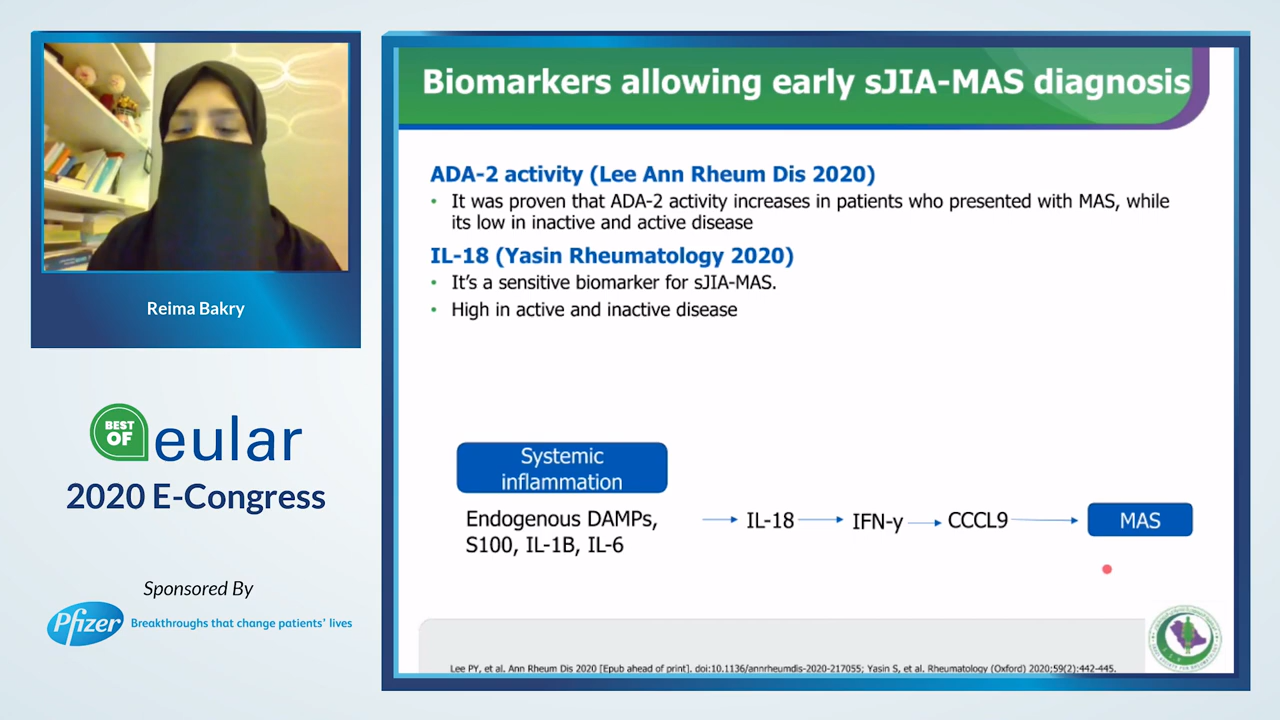 Reima Bakry
BEST
OF
eular
2020 E-Congress
Sponsored By
Pfizer
Breakthroughs that change patients' lives
Biomarkers allowing early sJIA-MAS diagnosis
ADA-2 activity (Lee Ann Rheum Dis 2020)
• It was proven that ADA-2 activity increases in patients who presented with MAS, while
its low in inactive and active disease
IL-18 (Yasin Rheumatology 2020)
• It's a sensitive biomarker for sJIA-MAS.
• High in active and inactive disease
Systemic
inflammation
Endogenous DAMPs,
S100, IL-1B, IL-6
IL-18
IFN-y
CCCL9
MAS
Lee PY, et al. Ann Rheum Dis 2020 [Epub ahead of print]. doi:10.1136/annrheumdis-2020-217055; Yasin S, et al. Rheumatology (Oxford) 2020;59(2):442-445.